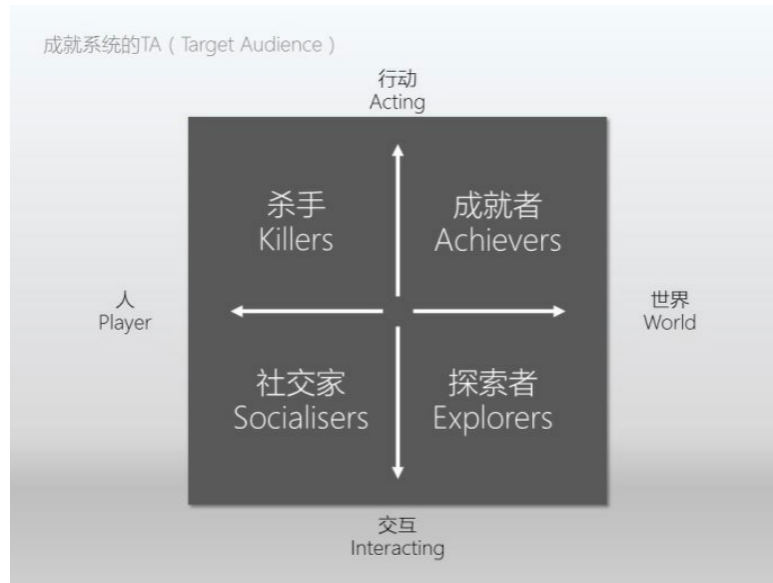 成就系统的TA ( Target Audience )
行动
Acting
杀手
Killers
成就者
Achievers
人
Player
世界
World
社交家
Socialisers
探索者
Explorers
交互
Interacting